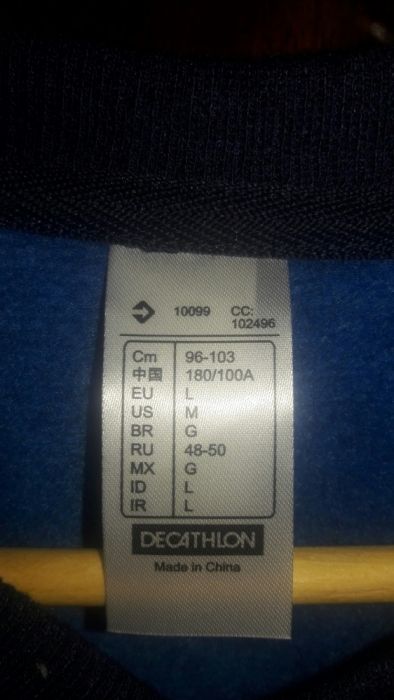 10099 CC:
102496
Cm 96-103
中国 180/100A
EU L
US M
BR G
RU 48-50
MX G
ID L
IR L
DECATHLON
Made in China